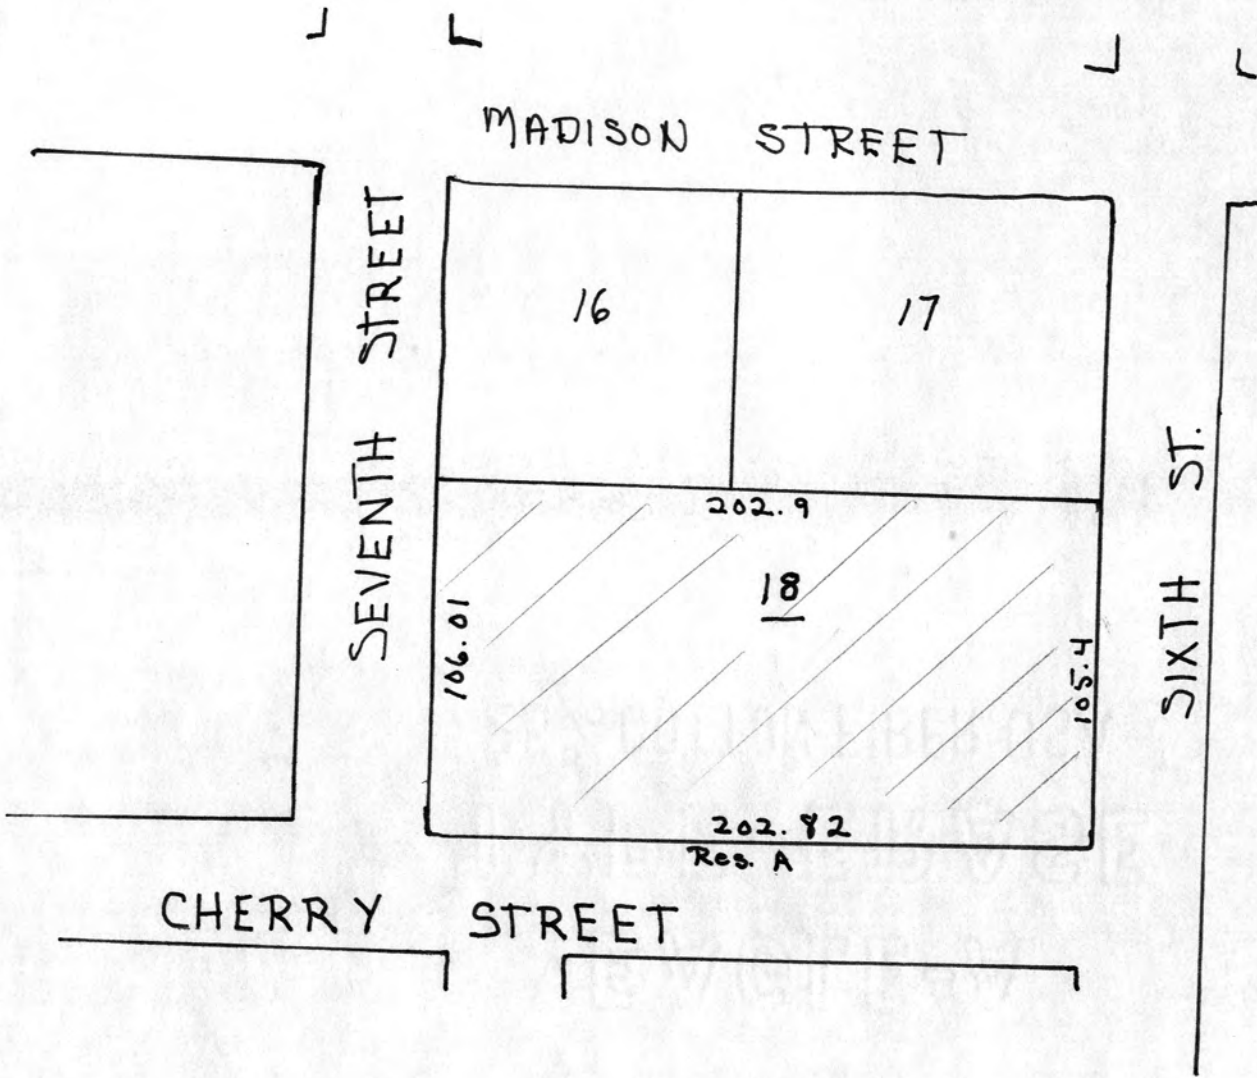 MADISON STREET
SEVENTH STREET
16
17
SIXTH ST.
202.9
18
106.01
105.4
202.82
Res. A
CHERRY STREET